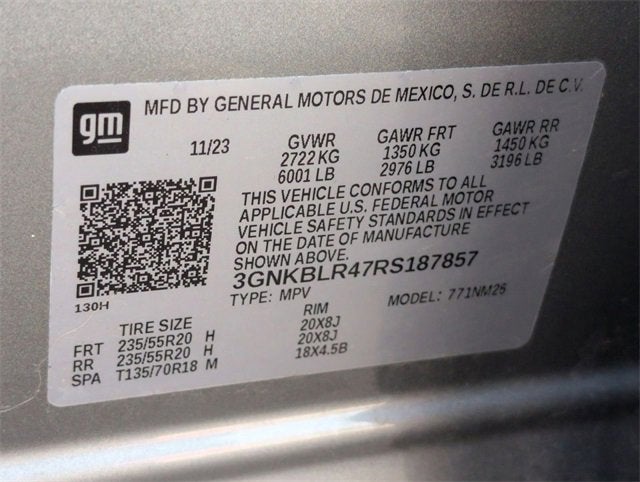 gm
MFD BY GENERAL MOTORS DE MEXICO, S. DE R.L. DE C.V.
11/23 GVWR GAWR FRT GAWR RR
2722 KG 1350 KG 1450 KG
6001 LB 2976 LB 3196 LB
THIS VEHICLE CONFORMS TO ALL
APPLICABLE U.S. FEDERAL MOTOR
VEHICLE SAFETY STANDARDS IN EFFECT
ON THE DATE OF MANUFACTURE
SHOWN ABOVE.
3GNKBLR47RS187857
130H
TYPE: MPV MODEL: 771NM26
TIRE SIZE RIM
FRT 235/55R20 H 20X8J
RR 235/55R20 H 20X8J
SPA T135/70R18 M 18X4.5B